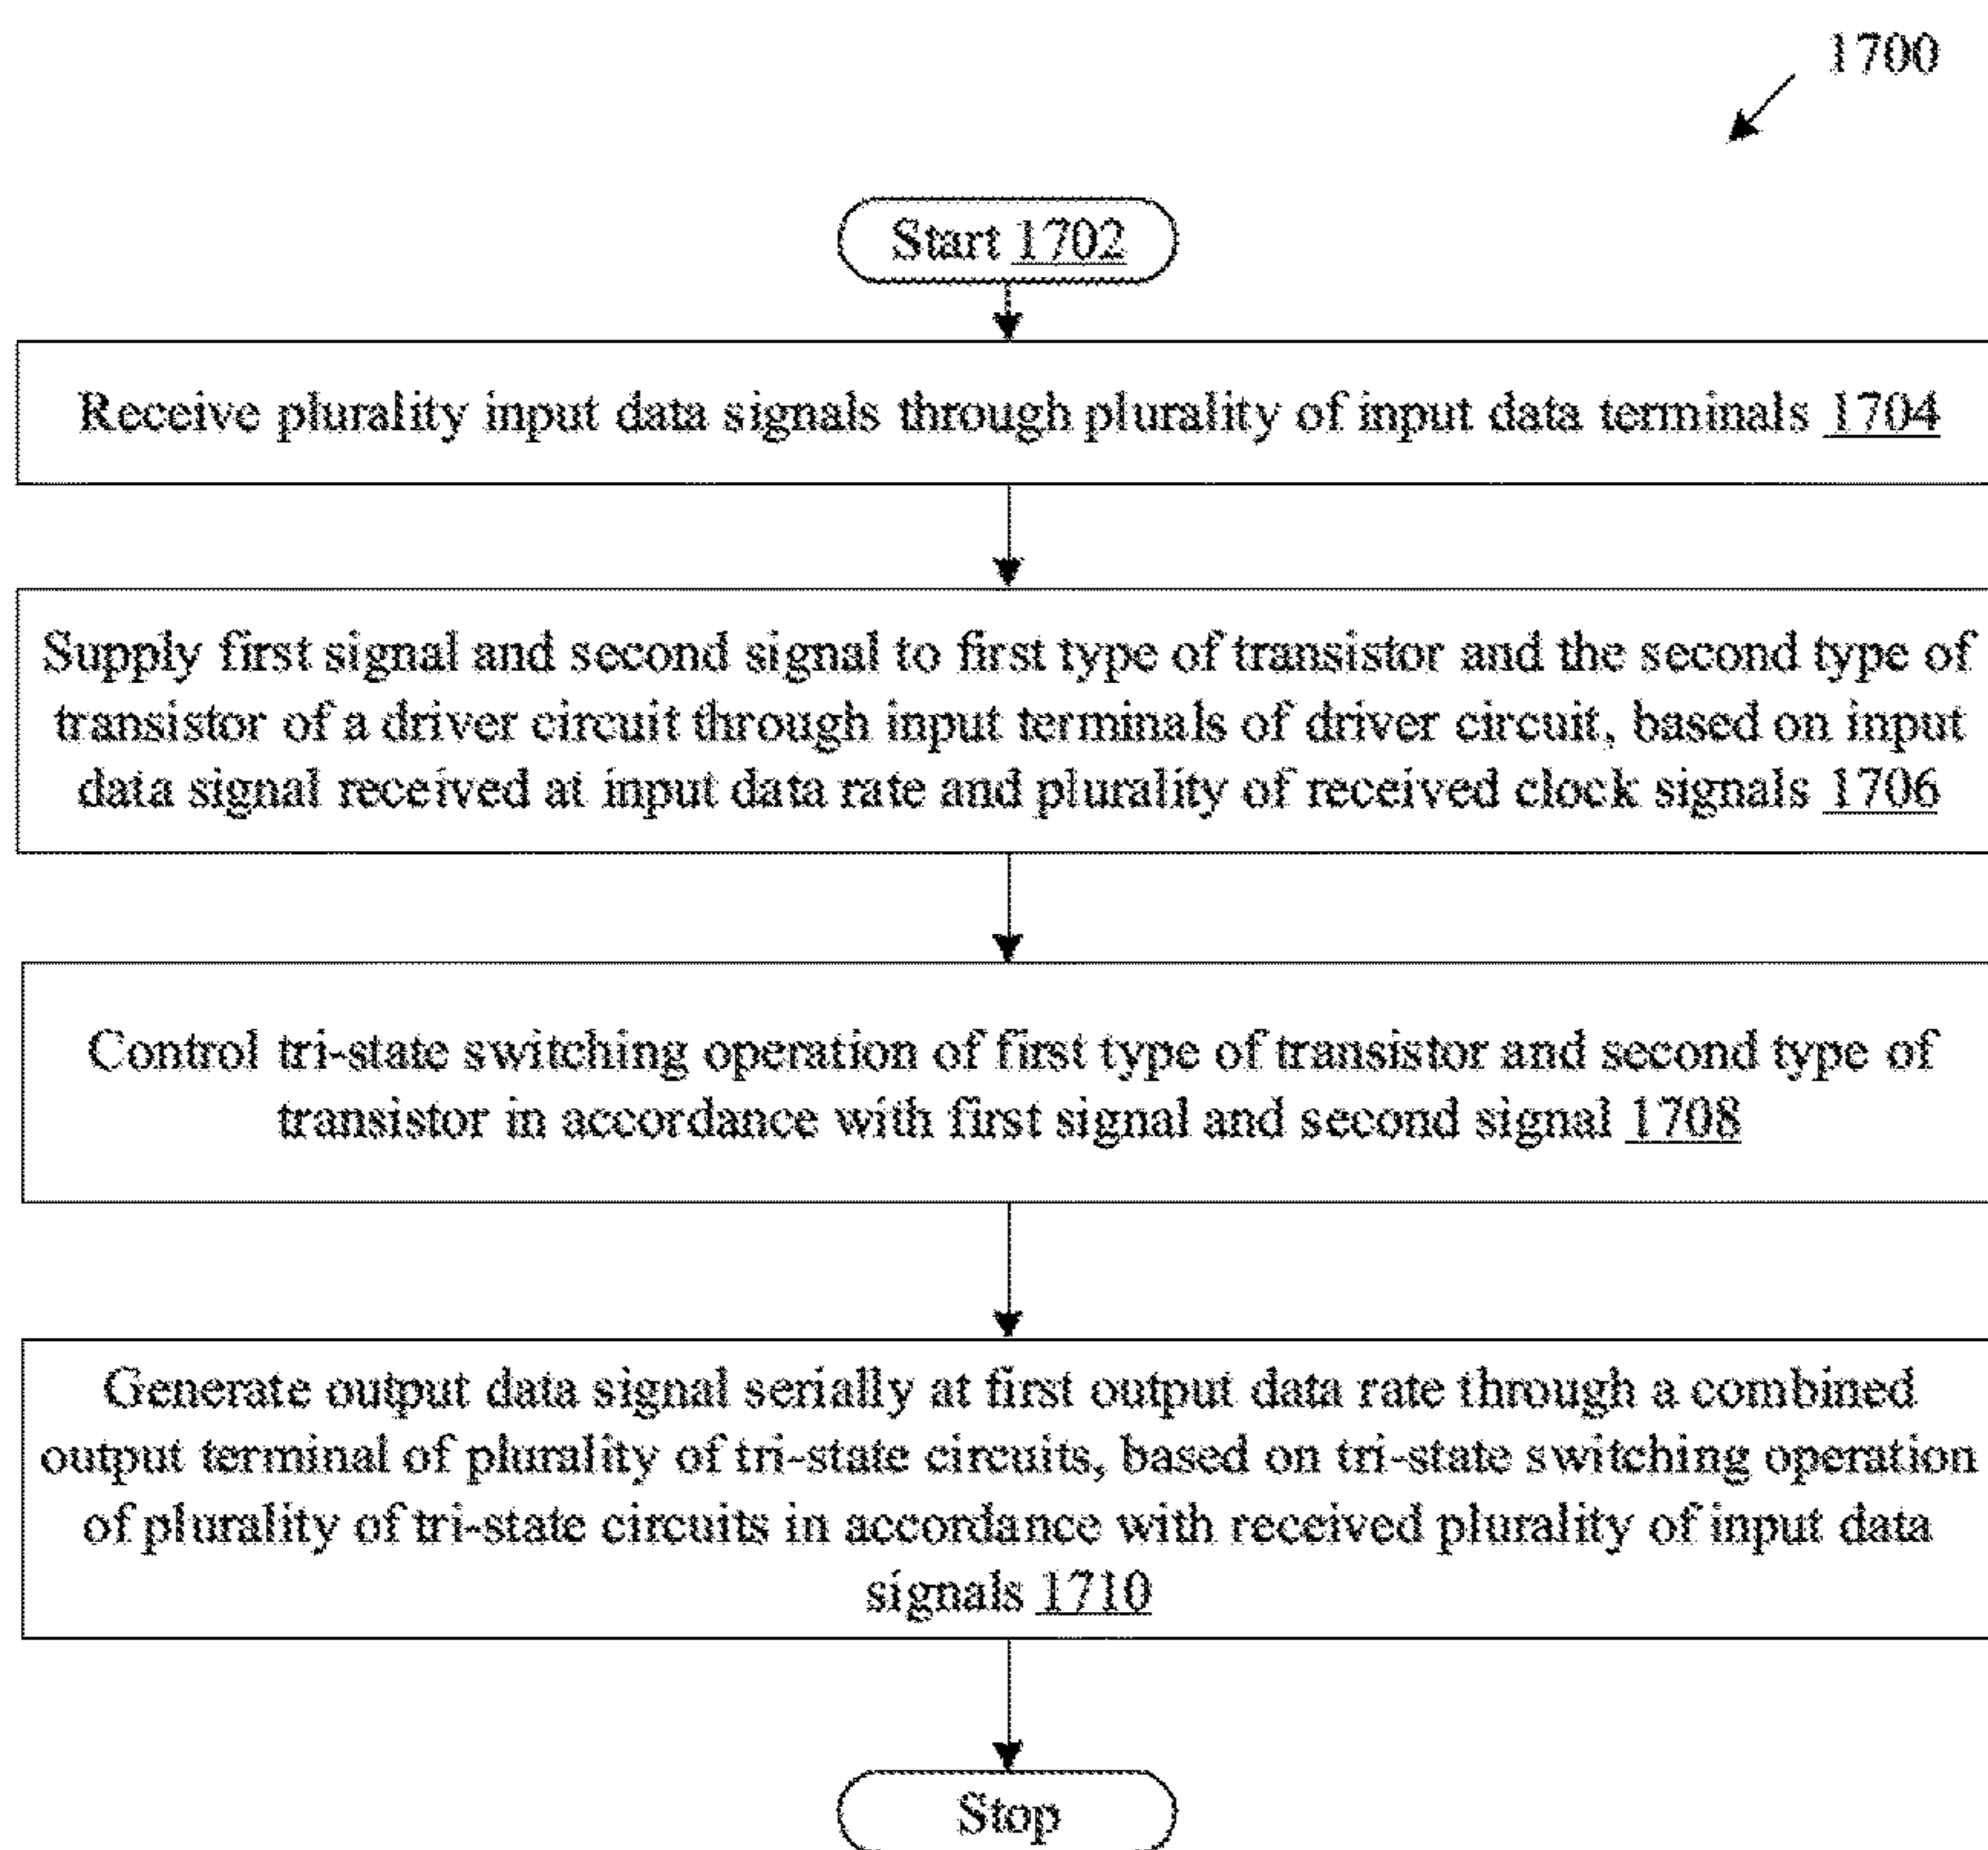 1700
Start 1702
Receive plurality input data signals through plurality of input data terminals 1704
Supply first signal and second signal to first type of transistor and the second type of
transistor of a driver circuit through input terminals of driver circuit, based on input
data signal received at input data rate and plurality of received clock signals 1706
Control tri-state switching operation of first type of transistor and second type of
transistor in accordance with first signal and second signal 1708
Generate output data signal serially at first output data rate through a combined
output terminal of plurality of tri-state circuits, based on tri-state switching operation
of plurality of tri-state circuits in accordance with received plurality of input data
signals 1710
Stop